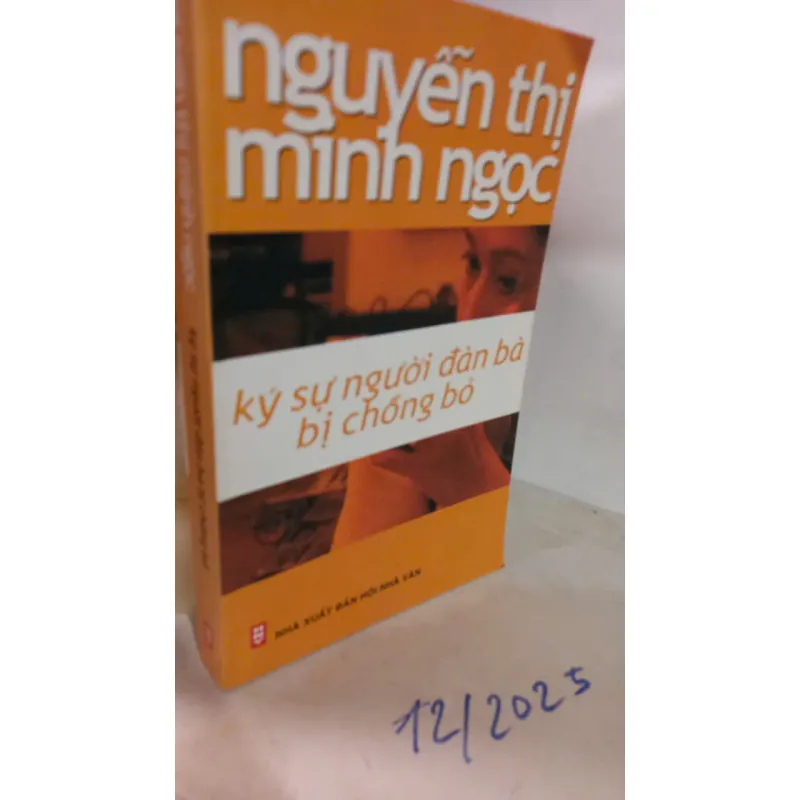 nguyễn thị
minh ngọc
ký sự người đàn bà
bị chồng bỏ
NHÀ XUẤT BẢN HỘI NHÀ VĂN
12/2025